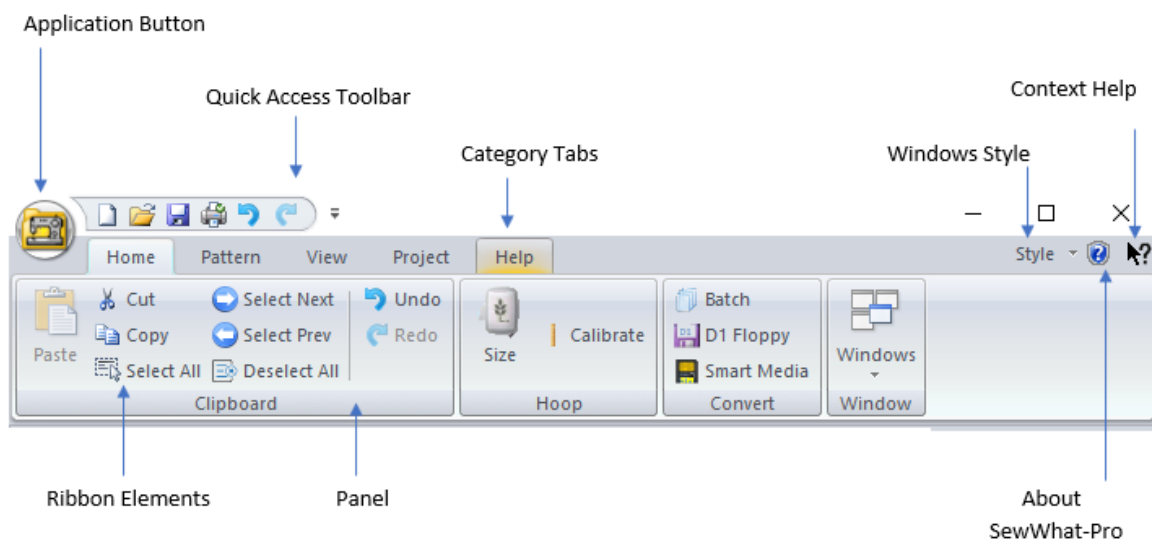 Application Button
Quick Access Toolbar
Context Help
Category Tabs
Windows Style
Home Pattern View Project Help Style
Cut Select Next Undo Batch
Copy Select Prev Redo Calibrate D1 Floppy
Paste Size Windows
Select All Deselect All Smart Media
Clipboard Hoop Convert Window
Ribbon Elements Panel About
SewWhat-Pro